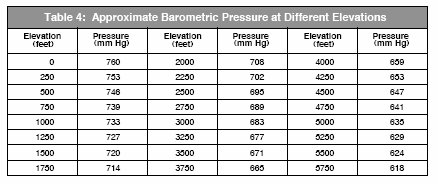 Table 4: Approximate Barometric Pressure at Different Elevations
Elevation (feet) Pressure (mm Hg) Elevation (feet) Pressure (mm Hg) Elevation (feet) Pressure (mm Hg)
0 760 2000 708 4000 659
250 753 2250 702 4250 653
500 746 2500 695 4500 647
750 739 2750 689 4750 641
1000 733 3000 683 5000 635
1250 727 3250 677 5250 629
1500 720 3500 671 5500 624
1750 714 3750 665 5750 618